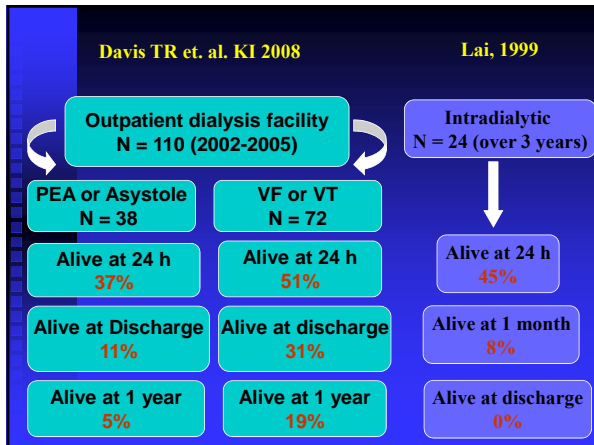 Davis TR et. al. KI 2008
Lai, 1999
Outpatient dialysis facility
N = 110 (2002-2005)
PEA or Asystole
N = 38
VF or VT
N = 72
Alive at 24 h
37%
Alive at 24 h
51%
Alive at Discharge
11%
Alive at discharge
31%
Alive at 1 year
5%
Alive at 1 year
19%
Intradialytic
N = 24 (over 3 years)
Alive at 24 h
45%
Alive at 1 month
8%
Alive at discharge
0%